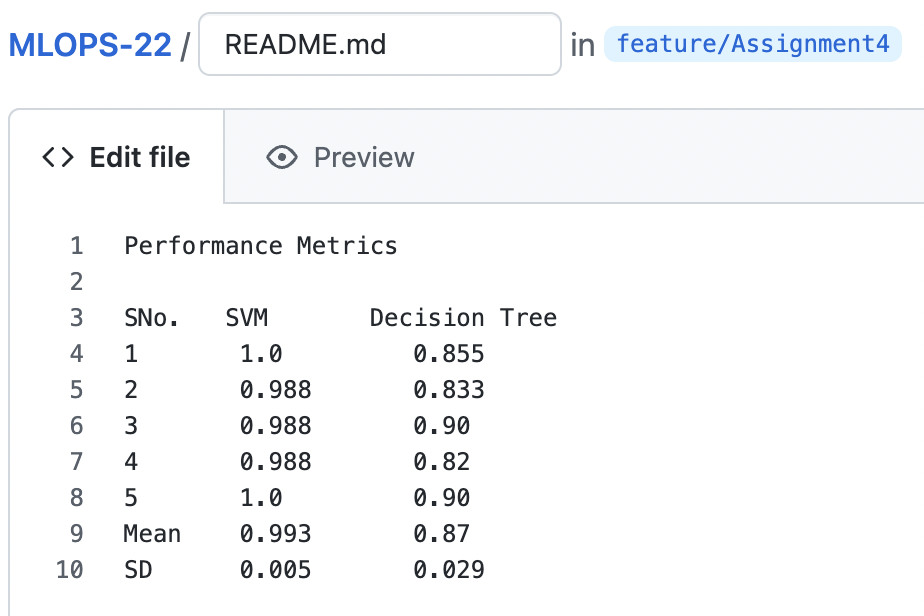 MLOPS-22 / README.md in feature/Assignment4
<> Edit file Preview
1 Performance Metrics
2
3 SNo. SVM Decision Tree
4 1 1.0 0.855
5 2 0.988 0.833
6 3 0.988 0.90
7 4 0.988 0.82
8 5 1.0 0.90
9 Mean 0.993 0.87
10 SD 0.005 0.029